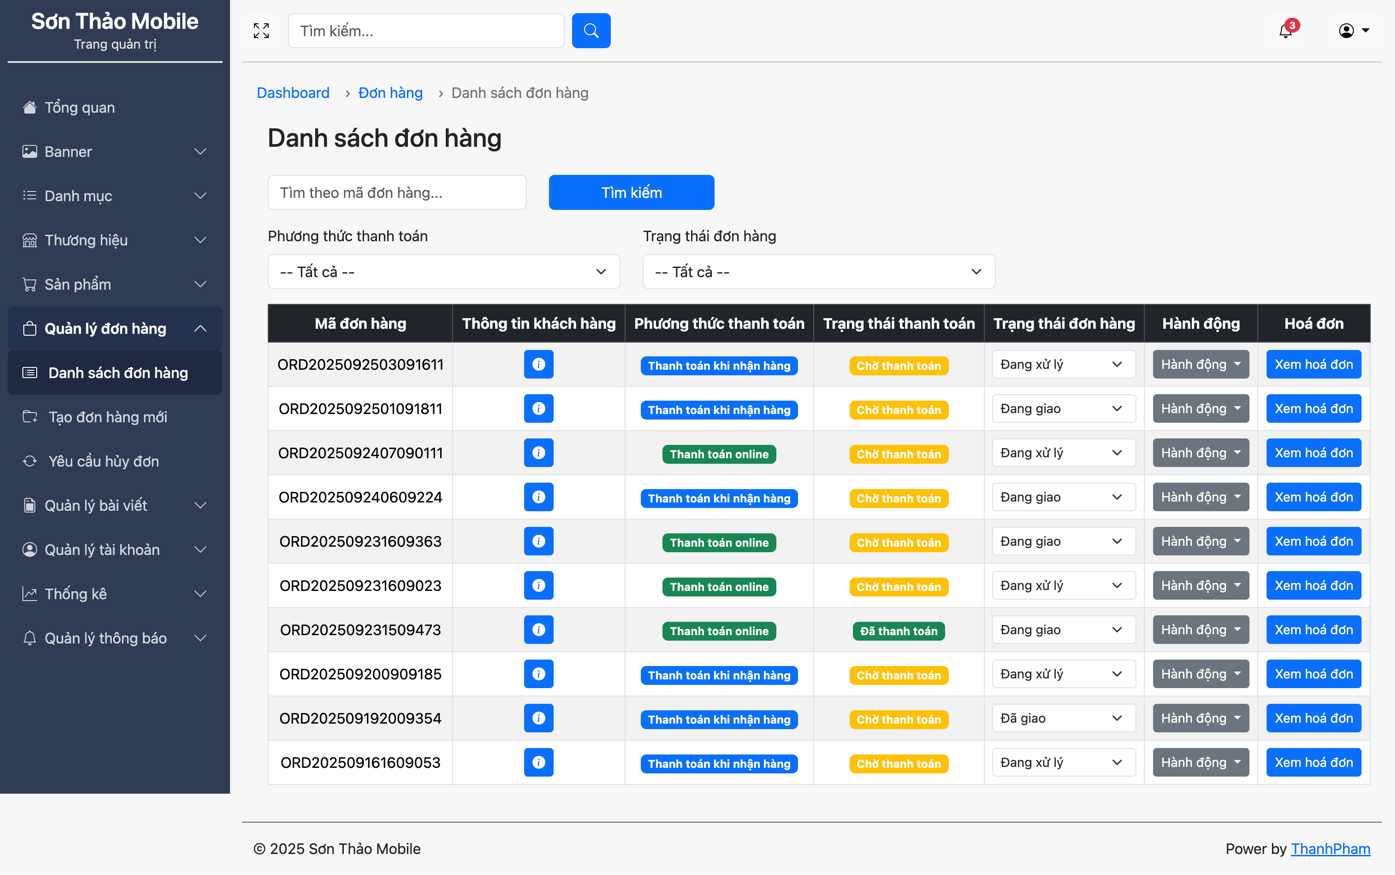 Sơn Thảo Mobile
Trang quản trị
Tìm kiếm...
3
Tổng quan
Banner
Danh mục
Thương hiệu
Sản phẩm
Quản lý đơn hàng
Danh sách đơn hàng
Tạo đơn hàng mới
Yêu cầu hủy đơn
Quản lý bài viết
Quản lý tài khoản
Thống kê
Quản lý thông báo
Dashboard › Đơn hàng › Danh sách đơn hàng
Danh sách đơn hàng
Tìm theo mã đơn hàng... Tìm kiếm
Phương thức thanh toán Trạng thái đơn hàng
-- Tất cả -- -- Tất cả --
Mã đơn hàng Thông tin khách hàng Phương thức thanh toán Trạng thái thanh toán Trạng thái đơn hàng Hành động Hoá đơn
ORD2025092503091611 Thanh toán khi nhận hàng Chờ thanh toán Đang xử lý Hành động Xem hoá đơn
ORD2025092501091811 Thanh toán khi nhận hàng Chờ thanh toán Đang giao Hành động Xem hoá đơn
ORD2025092407090111 Thanh toán online Chờ thanh toán Đang xử lý Hành động Xem hoá đơn
ORD202509240609224 Thanh toán khi nhận hàng Chờ thanh toán Đang giao Hành động Xem hoá đơn
ORD202509231609363 Thanh toán online Chờ thanh toán Đang giao Hành động Xem hoá đơn
ORD202509231609023 Thanh toán online Chờ thanh toán Đang xử lý Hành động Xem hoá đơn
ORD202509231509473 Thanh toán online Đã thanh toán Đang giao Hành động Xem hoá đơn
ORD202509200909185 Thanh toán khi nhận hàng Chờ thanh toán Đang xử lý Hành động Xem hoá đơn
ORD202509192009354 Thanh toán khi nhận hàng Chờ thanh toán Đã giao Hành động Xem hoá đơn
ORD202509161609053 Thanh toán khi nhận hàng Chờ thanh toán Đang xử lý Hành động Xem hoá đơn
© 2025 Sơn Thảo Mobile Power by ThanhPham